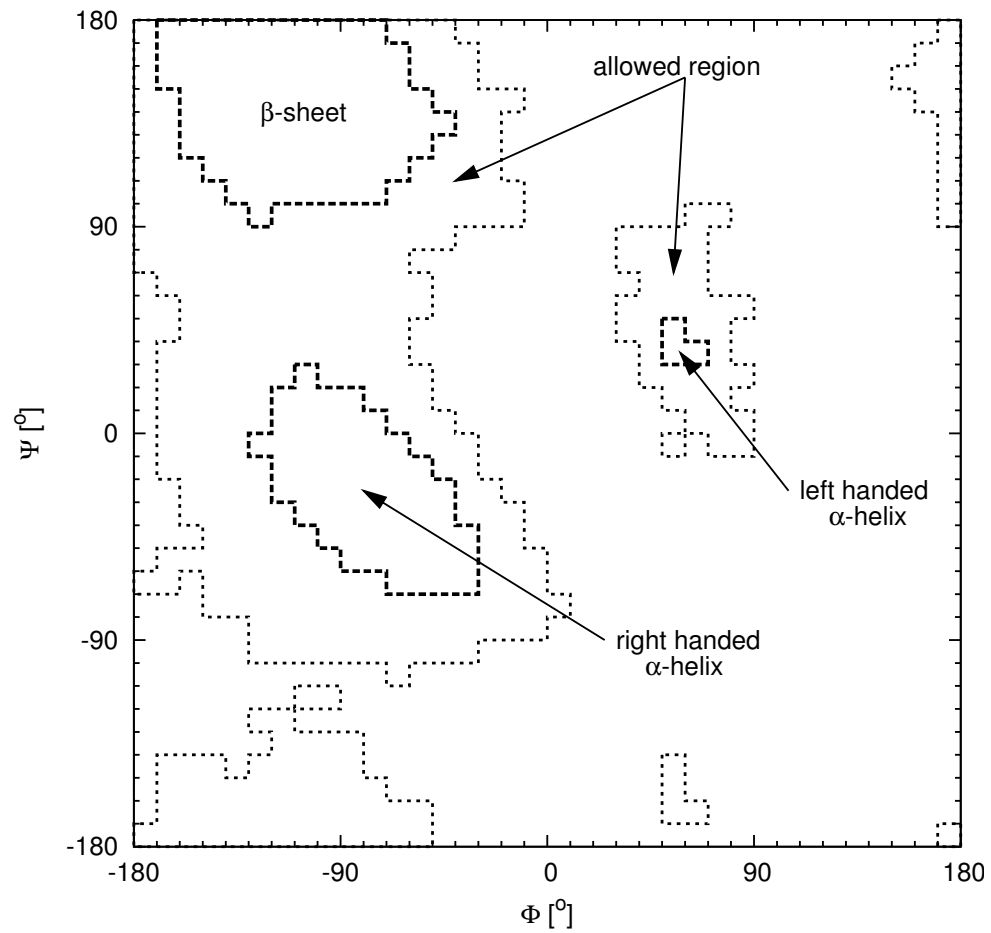 180
allowed region
β-sheet
90
0
Ψ [º]
left handed
α-helix
-90
right handed
α-helix
-180
-180
-90
0
90
180
Φ [º]